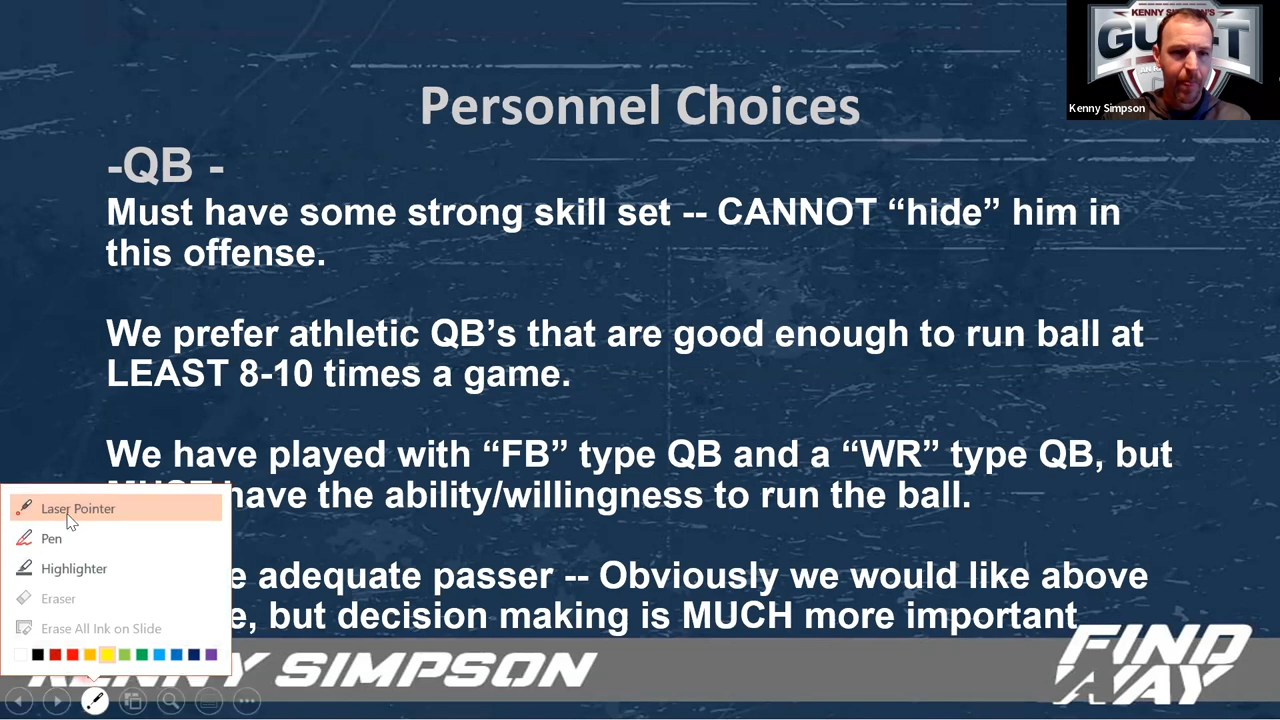 Personnel Choices
-QB -
Must have some strong skill set -- CANNOT “hide” him in
this offense.
We prefer athletic QB’s that are good enough to run ball at
LEAST 8-10 times a game.
We have played with “FB” type QB and a “WR” type QB, but
MUST have the ability/willingness to run the ball.
adequate passer -- Obviously we would like above
but decision making is MUCH more important
KENNY SIMPSON
FIND
A WAY
KENNY SIMPSON'S
Kenny Simpson
Laser Pointer
Pen
Highlighter
Eraser
Erase All Ink on Slide